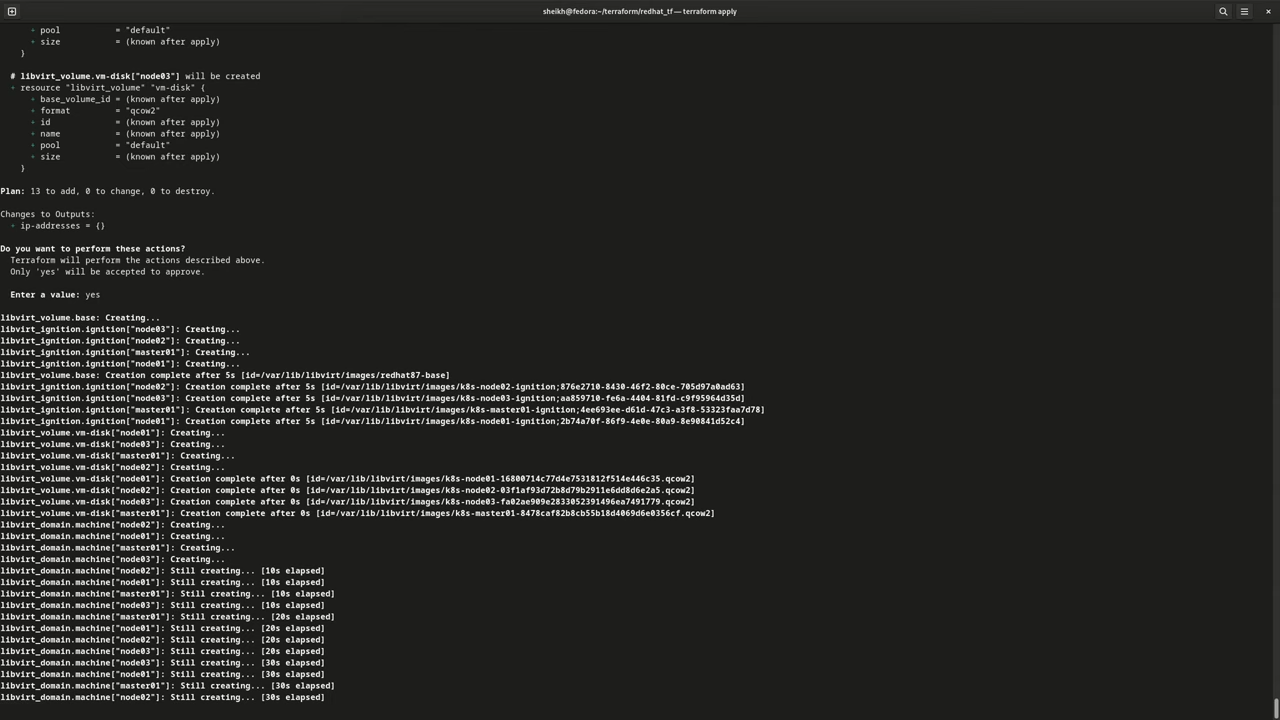 sheikh@fedora:~/terraform/redhat_tf — terraform apply
+ pool = "default"
+ size = (known after apply)
}
# libvirt_volume.vm-disk["node03"] will be created
+ resource "libvirt_volume" "vm-disk" {
+ base_volume_id = (known after apply)
+ format = "qcow2"
+ id = (known after apply)
+ name = (known after apply)
+ pool = "default"
+ size = (known after apply)
}
Plan: 13 to add, 0 to change, 0 to destroy.
Changes to Outputs:
+ ip-addresses = {}
Do you want to perform these actions?
Terraform will perform the actions described above.
Only 'yes' will be accepted to approve.
Enter a value: yes
libvirt_volume.base: Creating...
libvirt_ignition.ignition["node03"]: Creating...
libvirt_ignition.ignition["node02"]: Creating...
libvirt_ignition.ignition["master01"]: Creating...
libvirt_ignition.ignition["node01"]: Creating...
libvirt_volume.base: Creation complete after 5s [id=/var/lib/libvirt/images/redhat87-base]
libvirt_ignition.ignition["node02"]: Creation complete after 5s [id=/var/lib/libvirt/images/k8s-node02-ignition;876e2710-8430-46f2-80ce-705d97a0ad63]
libvirt_ignition.ignition["node03"]: Creation complete after 5s [id=/var/lib/libvirt/images/k8s-node03-ignition;aa859710-fe6a-4404-81fd-c9f95964d35d]
libvirt_ignition.ignition["master01"]: Creation complete after 5s [id=/var/lib/libvirt/images/k8s-master01-ignition;4ee693ee-d61d-47c3-a3f8-53323faa7d78]
libvirt_ignition.ignition["node01"]: Creation complete after 5s [id=/var/lib/libvirt/images/k8s-node01-ignition;2b74a70f-86f9-4e0e-80a9-8e90841d52c4]
libvirt_volume.vm-disk["node01"]: Creating...
libvirt_volume.vm-disk["node03"]: Creating...
libvirt_volume.vm-disk["master01"]: Creating...
libvirt_volume.vm-disk["node02"]: Creating...
libvirt_volume.vm-disk["node01"]: Creation complete after 0s [id=/var/lib/libvirt/images/k8s-node01-16800714c77d4e7531812f514e446c35.qcow2]
libvirt_volume.vm-disk["node02"]: Creation complete after 0s [id=/var/lib/libvirt/images/k8s-node02-03f1af93d72b8d79b2911e6dd8d6e2a5.qcow2]
libvirt_volume.vm-disk["node03"]: Creation complete after 0s [id=/var/lib/libvirt/images/k8s-node03-fa02ae909e2833052391496ea7491779.qcow2]
libvirt_volume.vm-disk["master01"]: Creation complete after 0s [id=/var/lib/libvirt/images/k8s-master01-8478caf82b8cb55b18d4069d6e0356cf.qcow2]
libvirt_domain.machine["node02"]: Creating...
libvirt_domain.machine["node01"]: Creating...
libvirt_domain.machine["master01"]: Creating...
libvirt_domain.machine["node03"]: Creating...
libvirt_domain.machine["node02"]: Still creating... [10s elapsed]
libvirt_domain.machine["node01"]: Still creating... [10s elapsed]
libvirt_domain.machine["master01"]: Still creating... [10s elapsed]
libvirt_domain.machine["node03"]: Still creating... [10s elapsed]
libvirt_domain.machine["master01"]: Still creating... [20s elapsed]
libvirt_domain.machine["node01"]: Still creating... [20s elapsed]
libvirt_domain.machine["node02"]: Still creating... [20s elapsed]
libvirt_domain.machine["node03"]: Still creating... [20s elapsed]
libvirt_domain.machine["node03"]: Still creating... [30s elapsed]
libvirt_domain.machine["node01"]: Still creating... [30s elapsed]
libvirt_domain.machine["master01"]: Still creating... [30s elapsed]
libvirt_domain.machine["node02"]: Still creating... [30s elapsed]